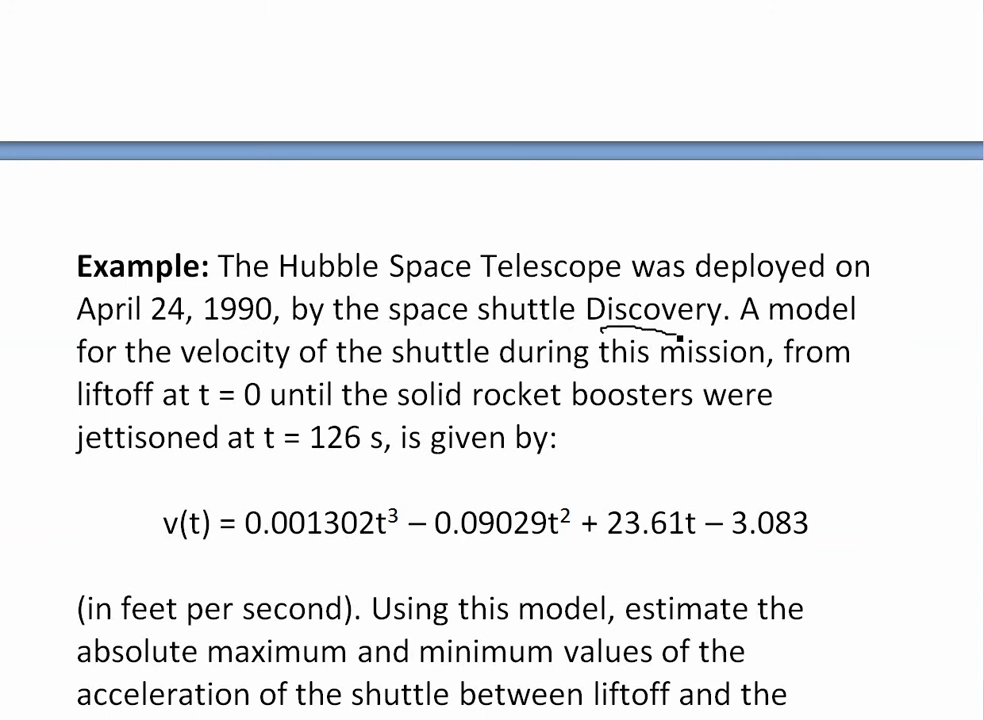 Example: The Hubble Space Telescope was deployed on
April 24, 1990, by the space shuttle Discovery. A model
for the velocity of the shuttle during this mission, from
liftoff at t = 0 until the solid rocket boosters were
jettisoned at t = 126 s, is given by:
v(t) = 0.001302t³ – 0.09029t² + 23.61t – 3.083
(in feet per second). Using this model, estimate the
absolute maximum and minimum values of the
acceleration of the shuttle between liftoff and the